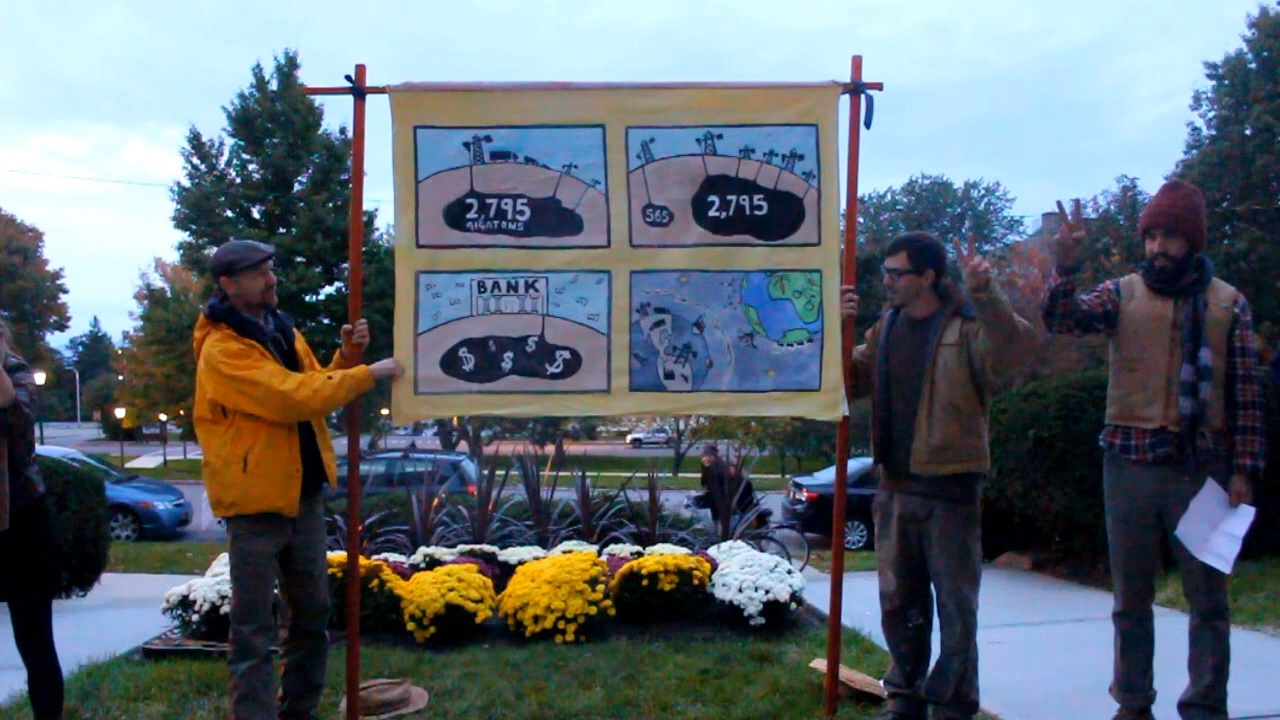 2,795
GIGATONS
565
2,795
BANK
$ $ $ $